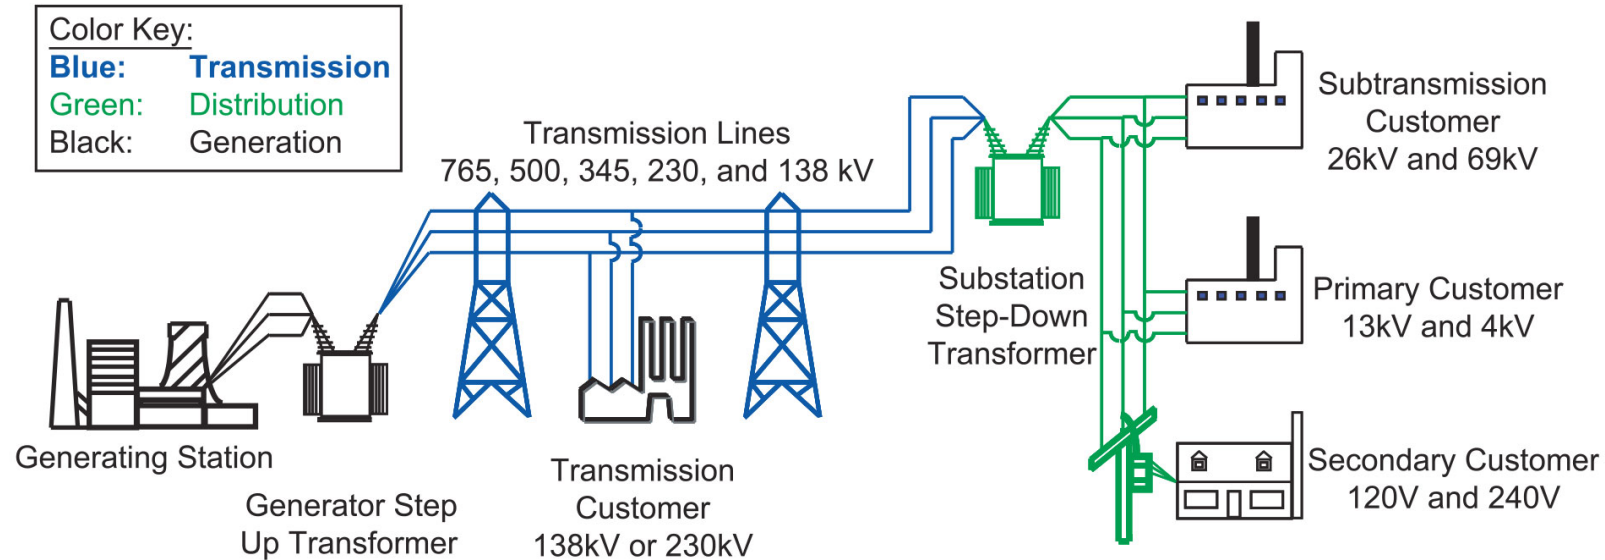 Color Key:
Blue: Transmission
Green: Distribution
Black: Generation
Transmission Lines
765, 500, 345, 230, and 138 kV
Subtransmission
Customer
26kV and 69kV
Substation
Step-Down
Transformer
Primary Customer
13kV and 4kV
Generating Station
Generator Step
Up Transformer
Transmission
Customer
138kV or 230kV
Secondary Customer
120V and 240V